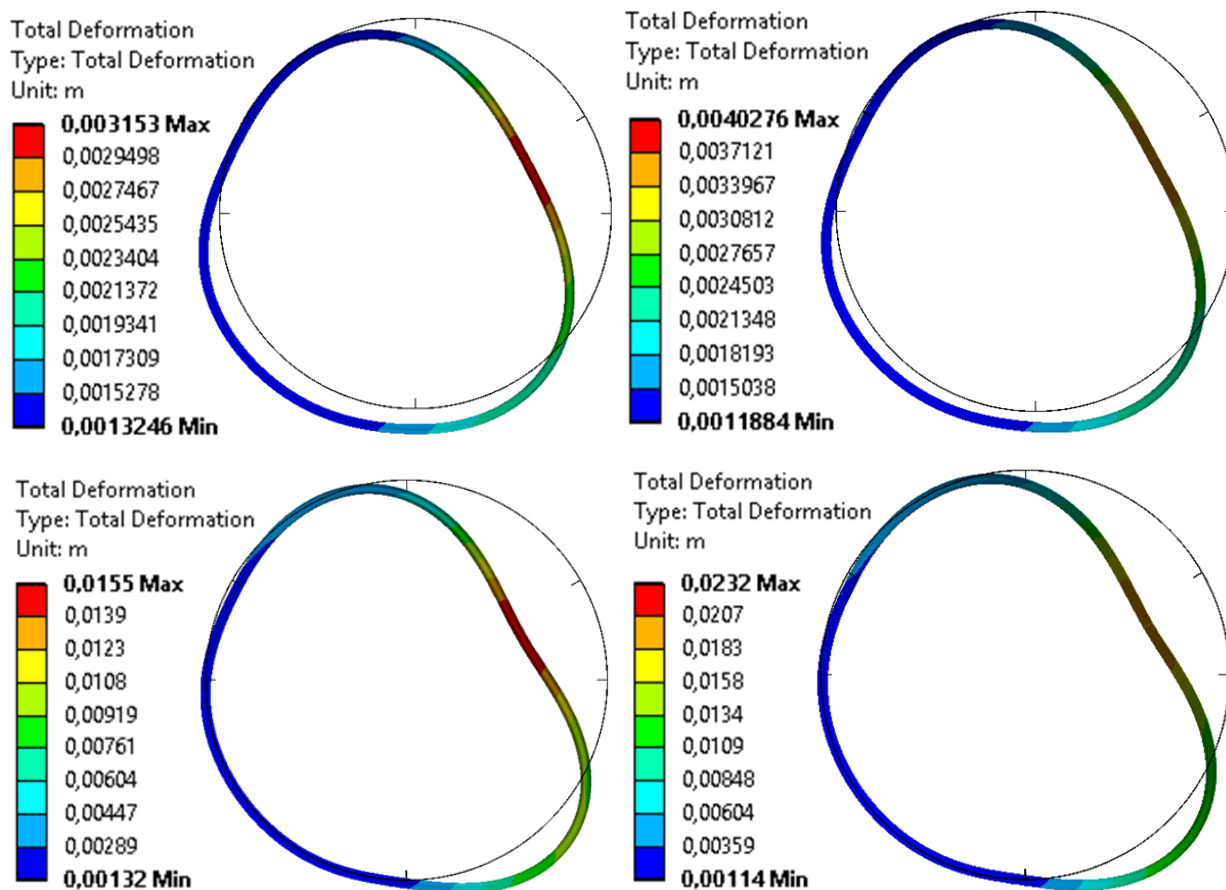 Total Deformation
Type: Total Deformation
Unit: m
0,003153 Max
0,0029498
0,0027467
0,0025435
0,0023404
0,0021372
0,0019341
0,0017309
0,0015278
0,0013246 Min
Total Deformation
Type: Total Deformation
Unit: m
0,0040276 Max
0,0037121
0,0033967
0,0030812
0,0027657
0,0024503
0,0021348
0,0018193
0,0015038
0,0011884 Min
Total Deformation
Type: Total Deformation
Unit: m
0,0155 Max
0,0139
0,0123
0,0108
0,00919
0,00761
0,00604
0,00447
0,00289
0,00132 Min
Total Deformation
Type: Total Deformation
Unit: m
0,0232 Max
0,0207
0,0183
0,0158
0,0134
0,0109
0,00848
0,00604
0,00359
0,00114 Min